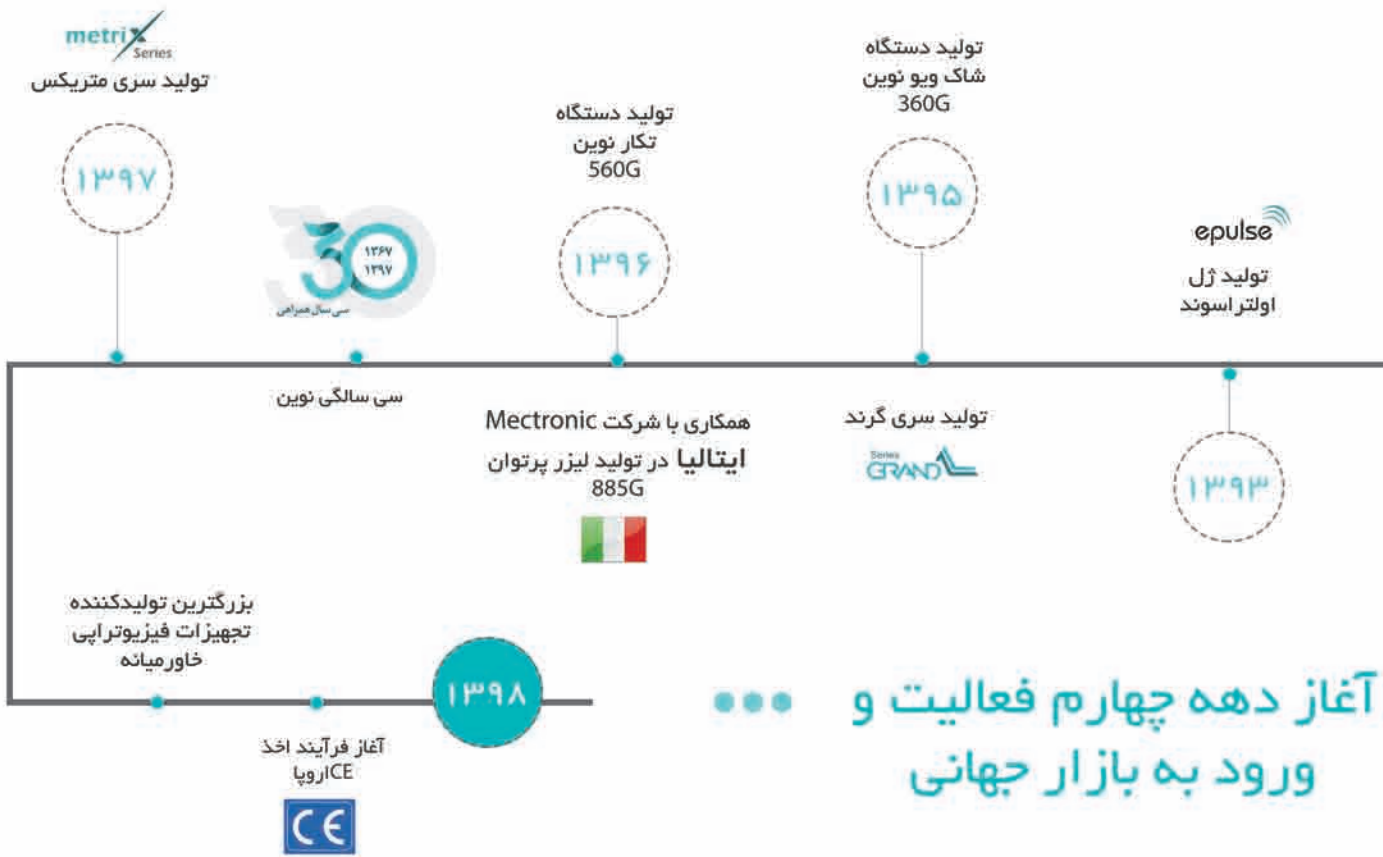 epulse
تولید ژل
اولتراسوند
۱۳۹۳
تولید دستگاه
شاک ویو نوین
360G
۱۳۹۵
تولید سری گرند
Series
GRAND
تولید دستگاه
تکار نوین
560G
۱۳۹۶
همکاری با شرکت Mectronic
ایتالیا در تولید لیزر پرتوان
885G
30
۱۳۶۷
۱۳۹۷
سی سال همراهی
سی سالگی نوین
metrix
Series
تولید سری متریکس
۱۳۹۷
بزرگترین تولیدکننده
تجهیزات فیزیوتراپی
خاورمیانه
آغاز فرآیند اخذ
CEاروپا
CE
۱۳۹۸
آغاز دهه چهارم فعالیت و ...
ورود به بازار جهانی